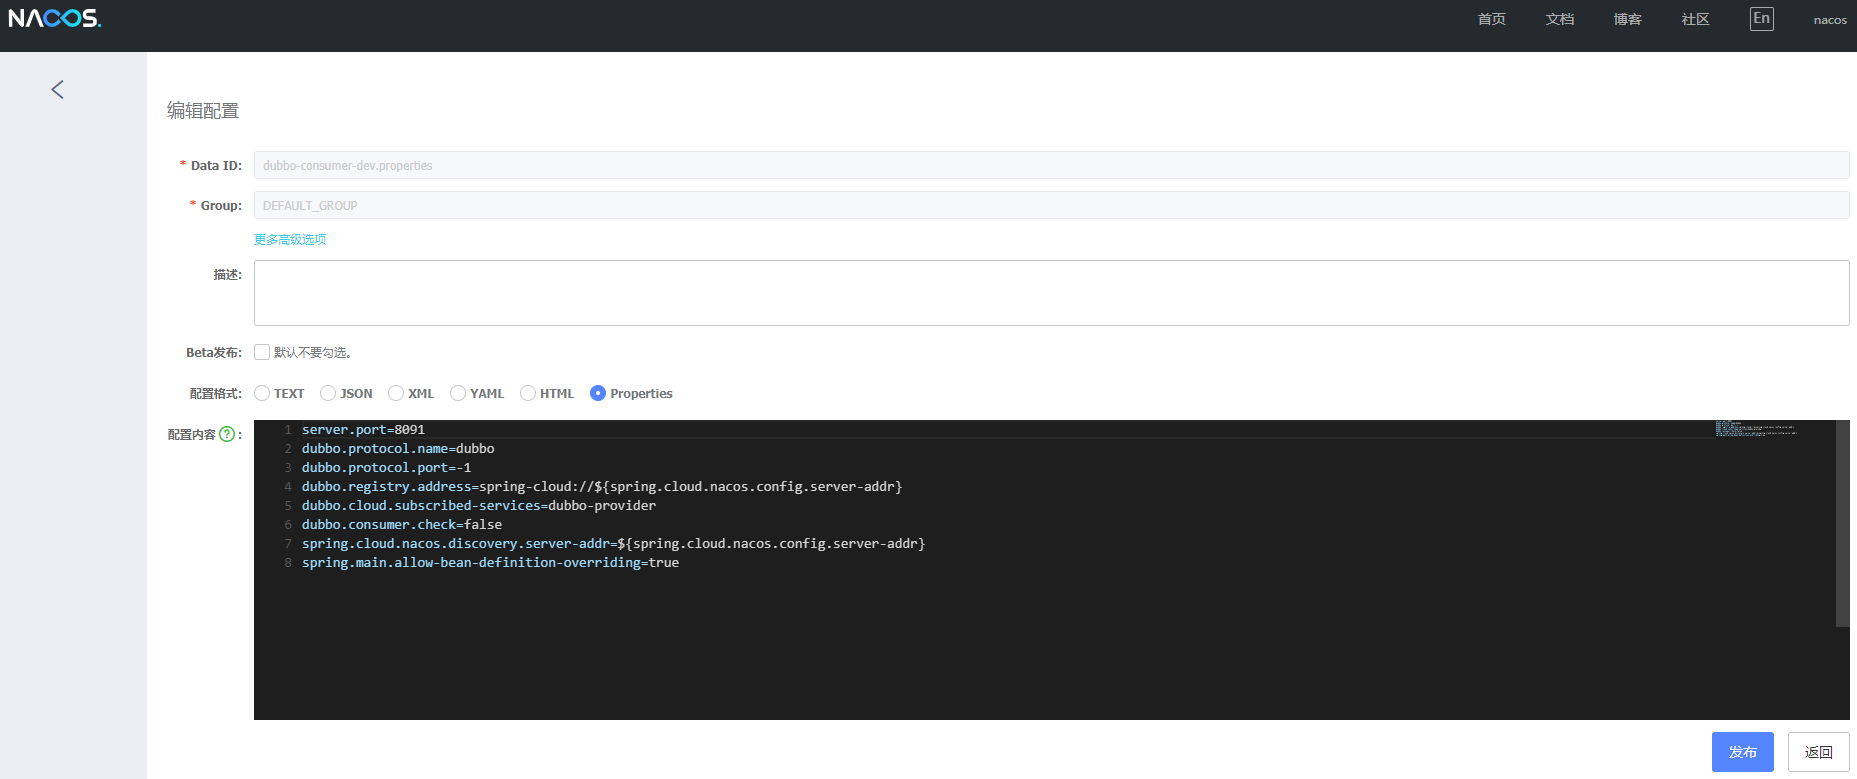 NACOS. 首页 文档 博客 社区 En nacos
编辑配置
* Data ID: dubbo-consumer-dev.properties
* Group: DEFAULT_GROUP
更多高级选项
描述:
Beta发布: 默认不要勾选。
配置格式: TEXT JSON XML YAML HTML Properties
配置内容 ? :
1 server.port=8091
2 dubbo.protocol.name=dubbo
3 dubbo.protocol.port=-1
4 dubbo.registry.address=spring-cloud://${spring.cloud.nacos.config.server-addr}
5 dubbo.cloud.subscribed-services=dubbo-provider
6 dubbo.consumer.check=false
7 spring.cloud.nacos.discovery.server-addr=${spring.cloud.nacos.config.server-addr}
8 spring.main.allow-bean-definition-overriding=true
发布 返回